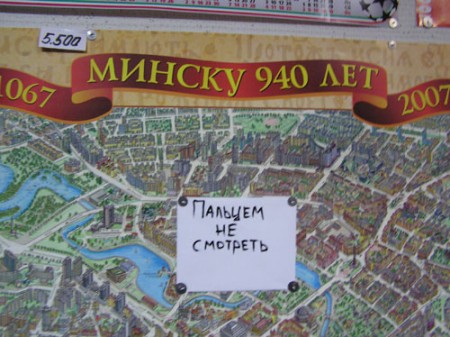 5.500
МИНСКУ 940 ЛЕТ
1067
2007
ПАЛЬЦЕМ
НЕ
СМОТРЕТЬ